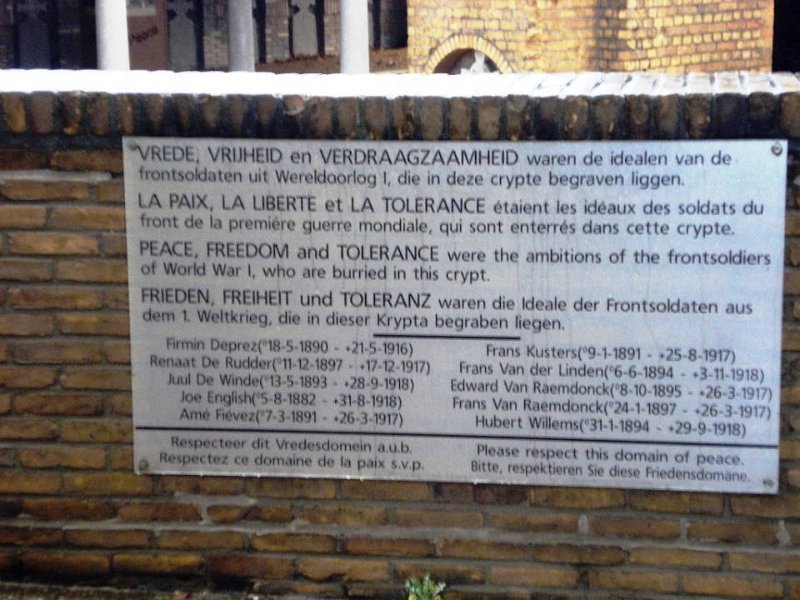 VREDE, VRIJHEID en VERDRAAGZAAMHEID waren de idealen van de
frontsoldaten uit Wereldoorlog I, die in deze crypte begraven liggen.
LA PAIX, LA LIBERTE et LA TOLERANCE étaient les idéaux des soldats du
front de la première guerre mondiale, qui sont enterrés dans cette crypte.
PEACE, FREEDOM and TOLERANCE were the ambitions of the frontsoldiers
of World War I, who are burried in this crypt.
FRIEDEN, FREIHEIT und TOLERANZ waren die Ideale der Frontsoldaten aus
dem 1. Weltkrieg, die in dieser Krypta begraben liegen.
Firmin Deprez(°18-5-1890 - +21-5-1916)
Renaat De Rudder(°11-12-1897 - +17-12-1917)
Juul De Winde(°13-5-1893 - +28-9-1918)
Joe English(°5-8-1882 - +31-8-1918)
Amé Fiévez(°7-3-1891 - +26-3-1917)
Frans Kusters(°9-1-1891 - +25-8-1917)
Frans Van der Linden(°6-6-1894 - +3-11-1918)
Edward Van Raemdonck(°8-10-1895 - +26-3-1917)
Frans Van Raemdonck(°24-1-1897 - +26-3-1917)
Hubert Willems(°31-1-1894 - +29-9-1918)
Respecteer dit Vredesdomein a.u.b.
Respectez ce domaine de la paix s.v.p.
Please respect this domain of peace.
Bitte, respektieren Sie diese Friedensdomäne.